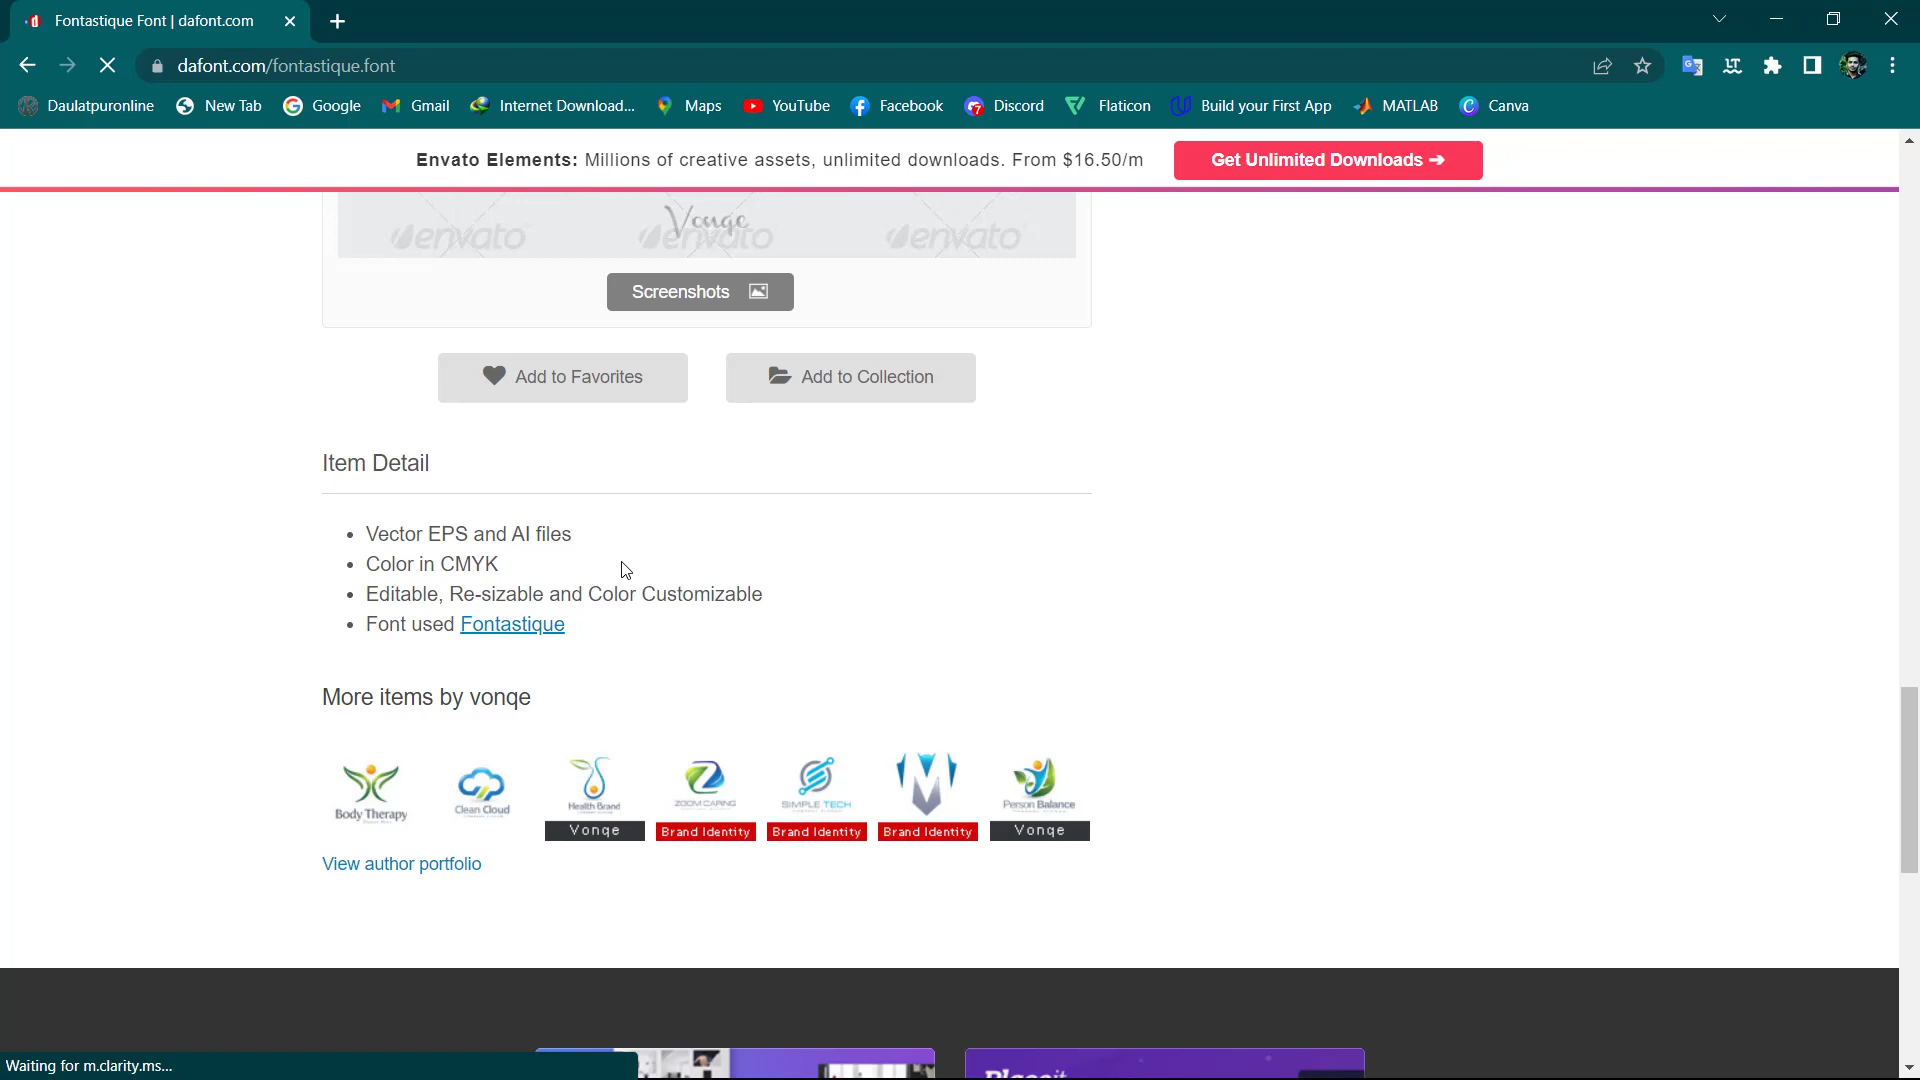 Fontastique Font | dafont.com
dafont.com/fontastique.font
Daulatpuronline
New Tab
Google
Gmail
Internet Download...
Maps
YouTube
Facebook
Discord
Flaticon
Build your First App
MATLAB
Canva
Envato Elements: Millions of creative assets, unlimited downloads. From $16.50/m
Get Unlimited Downloads ➔
Vonqe
envato envato envato
Screenshots
Add to Favorites
Add to Collection
Item Detail
• Vector EPS and AI files
• Color in CMYK
• Editable, Re-sizable and Color Customizable
• Font used Fontastique
More items by vonqe
Body Therapy
Clean Cloud
Health Brand
ZOOM CARING
SIMPLE TECH
Person Balance
Vonqe
Brand Identity
Brand Identity
Brand Identity
Vonqe
View author portfolio
Placeit
Waiting for m.clarity.ms...